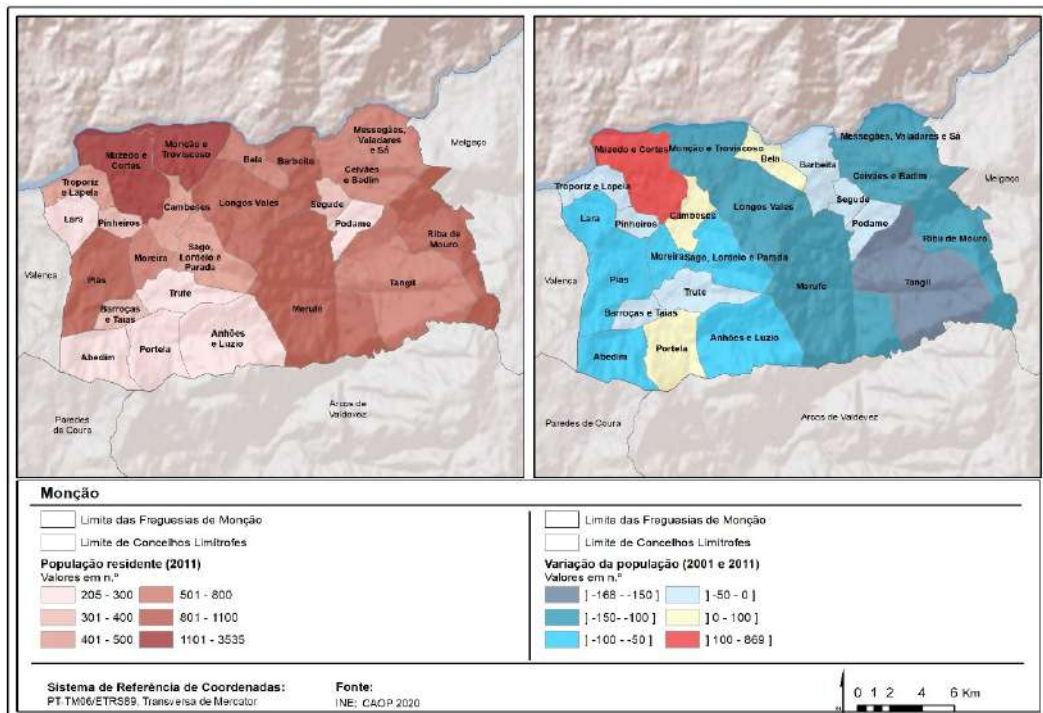 Messegães,
Valadares
e Sá
Melgaço
Monção e
Troviscoso
Mazedo e
Cortes
Bela
Barbeita
Ceivães
e Badim
Troporiz
e Lapela
Segude
Lara
Pinheiros
Cambeses
Longos Vales
Podame
Riba de
Mouro
Moreira
Sago,
Lordelo e
Parada
Valença
Pias
Tangil
Trute
Merufe
Barroças
e Taias
Anhões
e Luzio
Portela
Abedim
Arcos de
Valdevez
Paredes
de Coura
Messegães, Valadares e Sá
Mazedo e Cortes
Monção e Troviscoso
Bela
Barbeita
Melgaço
Ceivães e Badim
Troporiz e Lapela
Segude
Lara
Pinheiros
Cambeses
Longos Vales
Podame
Riba de Mouro
Moreira
Sago, Lordelo e Parada
Valença
Pias
Tangil
Trute
Merufe
Barroças e Taias
Portela
Anhões e Luzio
Abedim
Paredes de Coura
Arcos de Valdevez
Monção
Limite das Freguesias de Monção
Limite de Concelhos Limítrofes
População residente (2011)
Valores em n.º
205 - 300
501 - 800
301 - 400
801 - 1100
401 - 500
1101 - 3535
Limite das Freguesias de Monção
Limite de Concelhos Limítrofes
Variação da população (2001 e 2011)
Valores em n.º
] -168 - -150 ]
] -50 - 0 ]
] -150- -100 ]
] 0 - 100 ]
] -100 - -50 ]
] 100 - 869 ]
Sistema de Referência de Coordenadas:
PT-TM06/ETRS89, Transversa de Mercator
Fonte:
INE; CAOP 2020
N
0 1 2 4 6 Km